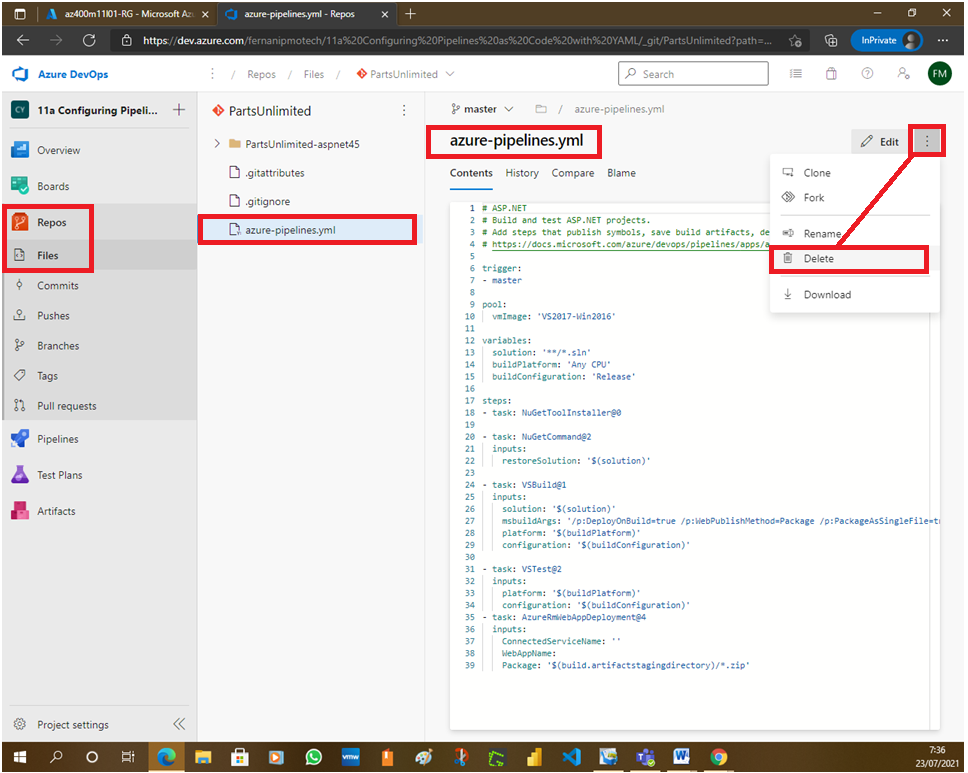 az400m11l01-RG - Microsoft Az
azure-pipelines.yml - Repos
https://dev.azure.com/fernanipmotech/11a%20Configuring%20Pipelines%20as%20Code%20with%20YAML/_git/PartsUnlimited?path=...
InPrivate
Azure DevOps
/ Repos / Files / PartsUnlimited
Search
FM
CY
11a Configuring Pipeli...
Overview
Boards
Repos
Files
Commits
Pushes
Branches
Tags
Pull requests
Pipelines
Test Plans
Artifacts
Project settings
PartsUnlimited
PartsUnlimited-aspnet45
.gitattributes
.gitignore
azure-pipelines.yml
master / azure-pipelines.yml
azure-pipelines.yml
Edit
Contents History Compare Blame
Clone
Fork
Rename
Delete
Download
1 # ASP.NET
2 # Build and test ASP.NET projects.
3 # Add steps that publish symbols, save build artifacts, de
4 # https://docs.microsoft.com/azure/devops/pipelines/apps/a
5
6 trigger:
7 - master
8
9 pool:
10 vmImage: 'VS2017-Win2016'
11
12 variables:
13 solution: '**/*.sln'
14 buildPlatform: 'Any CPU'
15 buildConfiguration: 'Release'
16
17 steps:
18 - task: NuGetToolInstaller@0
19
20 - task: NuGetCommand@2
21 inputs:
22 restoreSolution: '$(solution)'
23
24 - task: VSBuild@1
25 inputs:
26 solution: '$(solution)'
27 msbuildArgs: '/p:DeployOnBuild=true /p:WebPublishMethod=Package /p:PackageAsSingleFile=tr
28 platform: '$(buildPlatform)'
29 configuration: '$(buildConfiguration)'
30
31 - task: VSTest@2
32 inputs:
33 platform: '$(buildPlatform)'
34 configuration: '$(buildConfiguration)'
35 - task: AzureRmWebAppDeployment@4
36 inputs:
37 ConnectedServiceName: ''
38 WebAppName:
39 Package: '$(build.artifactstagingdirectory)/*.zip'
vmw
7:36
23/07/2021